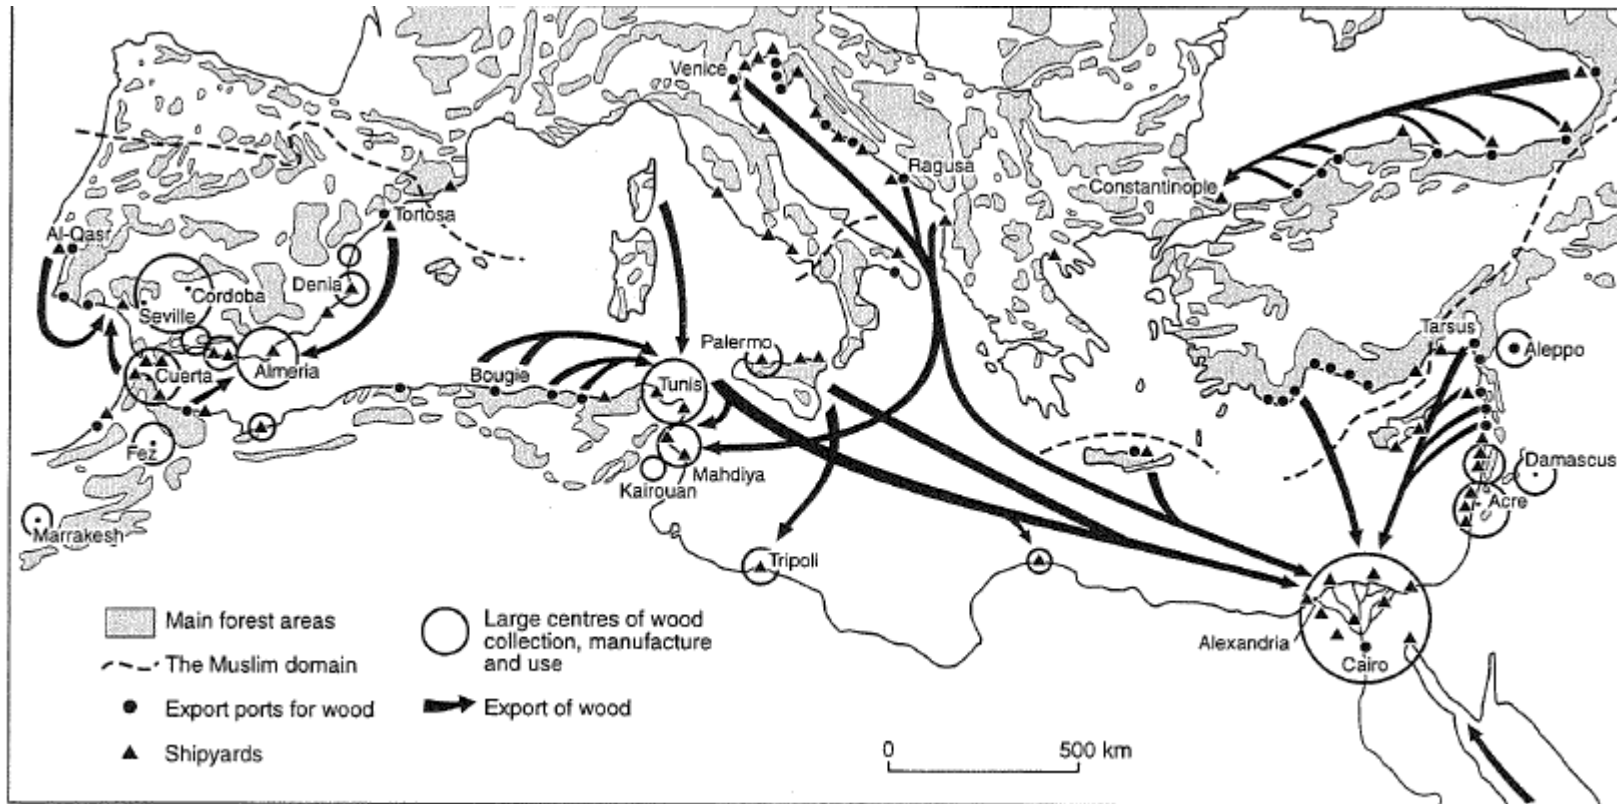 Venice
Ragusa
Constantinople
Tortosa
Al-Qasr
Cordoba
Denia
Seville
Tarsus
Aleppo
Palermo
Almeria
Cuerta
Bougie
Tunis
Fez
Mahdiya
Kairouan
Damascus
Acre
Marrakesh
Tripoli
Alexandria
Cairo
Main forest areas
The Muslim domain
Export ports for wood
Shipyards
Large centres of wood
collection, manufacture
and use
Export of wood
0 500 km